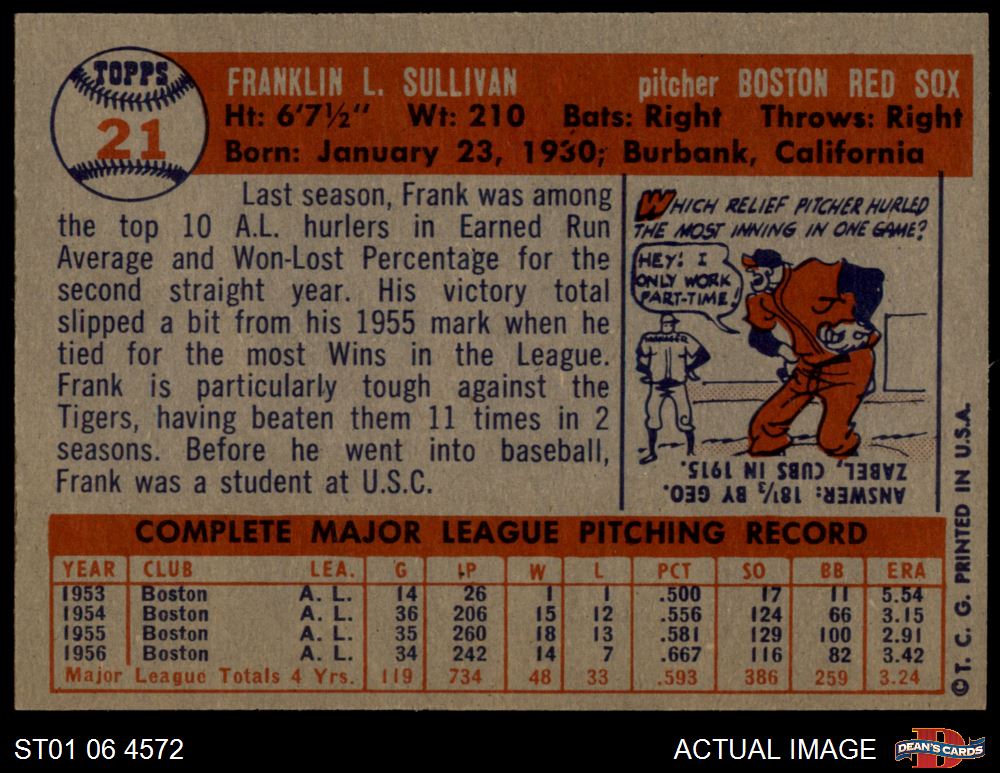 TOPPS
21
FRANKLIN L. SULLIVAN pitcher BOSTON RED SOX
Ht: 6'7½" Wt: 210 Bats: Right Throws: Right
Born: January 23, 1930; Burbank, California
Last season, Frank was among
the top 10 A.L. hurlers in Earned Run
Average and Won-Lost Percentage for the
second straight year. His victory total
slipped a bit from his 1955 mark when he
tied for the most Wins in the League.
Frank is particularly tough against the
Tigers, having beaten them 11 times in 2
seasons. Before he went into baseball,
Frank was a student at U.S.C.
WHICH RELIEF PITCHER HURLED
THE MOST INNING IN ONE GAME?
HEY! I
ONLY WORK
PART-TIME!
MANAGER
ANSWER: 18⅓ BY GEO.
ZABEL, CUBS IN 1915.
COMPLETE MAJOR LEAGUE PITCHING RECORD
YEAR CLUB LEA. G IP W L PCT SO BB ERA
1953 Boston A. L. 14 26 1 1 .500 17 11 5.54
1954 Boston A. L. 36 206 15 12 .556 124 66 3.15
1955 Boston A. L. 35 260 18 13 .581 129 100 2.91
1956 Boston A. L. 34 242 14 7 .667 116 82 3.42
Major League Totals 4 Yrs. 119 734 48 33 .593 386 259 3.24
© T. C. G. PRINTED IN U.S.A.
ST01 06 4572
ACTUAL IMAGE
DEAN'S CARDS